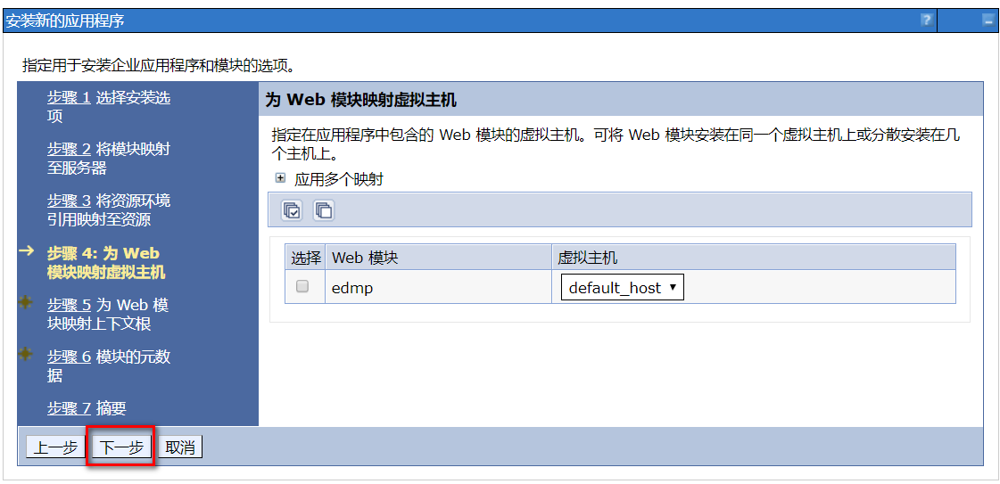 安装新的应用程序
?
指定用于安装企业应用程序和模块的选项。
步骤 1 选择安装选
项
步骤 2 将模块映射
至服务器
步骤 3 将资源环境
引用映射至资源
步骤 4: 为 Web
模块映射虚拟主机
步骤 5 为 Web 模
块映射上下文根
步骤 6 模块的元数
据
步骤 7 摘要
为 Web 模块映射虚拟主机
指定在应用程序中包含的 Web 模块的虚拟主机。可将 Web 模块安装在同一个虚拟主机上或分散安装在几
个主机上。
应用多个映射
选择 Web 模块 虚拟主机
edmp default_host
上一步 下一步 取消